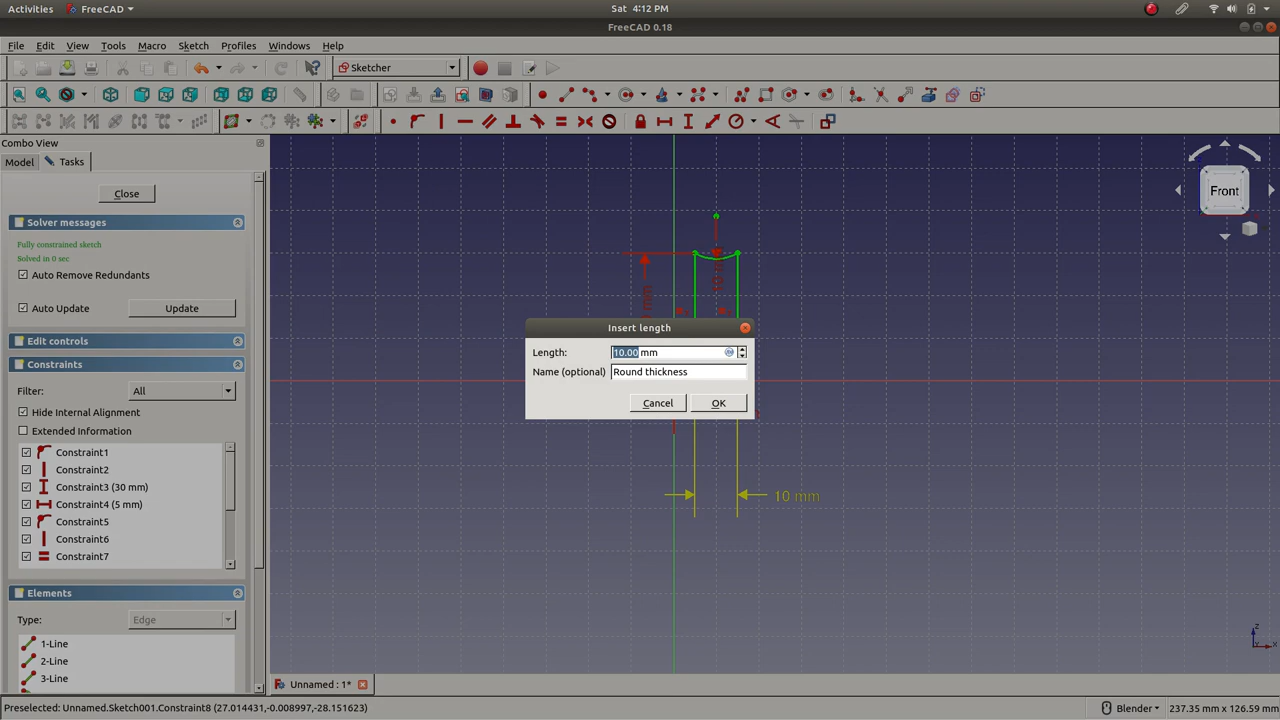 Activities FreeCAD Sat 4:12 PM
FreeCAD 0.18
File Edit View Tools Macro Sketch Profiles Windows Help
Sketcher
Combo View
Model Tasks
Close
Front
Solver messages
Fully constrained sketch
Solved in 0 sec
Auto Remove Redundants
Auto Update Update
Insert length
Edit controls
Length: 10.00 mm
Constraints
Name (optional) Round thickness
Filter: All
Cancel OK
Hide Internal Alignment
Extended Information
Constraint1
Constraint2
Constraint3 (30 mm)
Constraint4 (5 mm)
10 mm
Constraint5
Constraint6
Constraint7
Elements
Type: Edge
1-Line
2-Line
3-Line
z
x
Unnamed : 1*
Preselected: Unnamed.Sketch001.Constraint8 (27.014431,-0.008997,-28.151623) Blender 237.35 mm x 126.59 mm